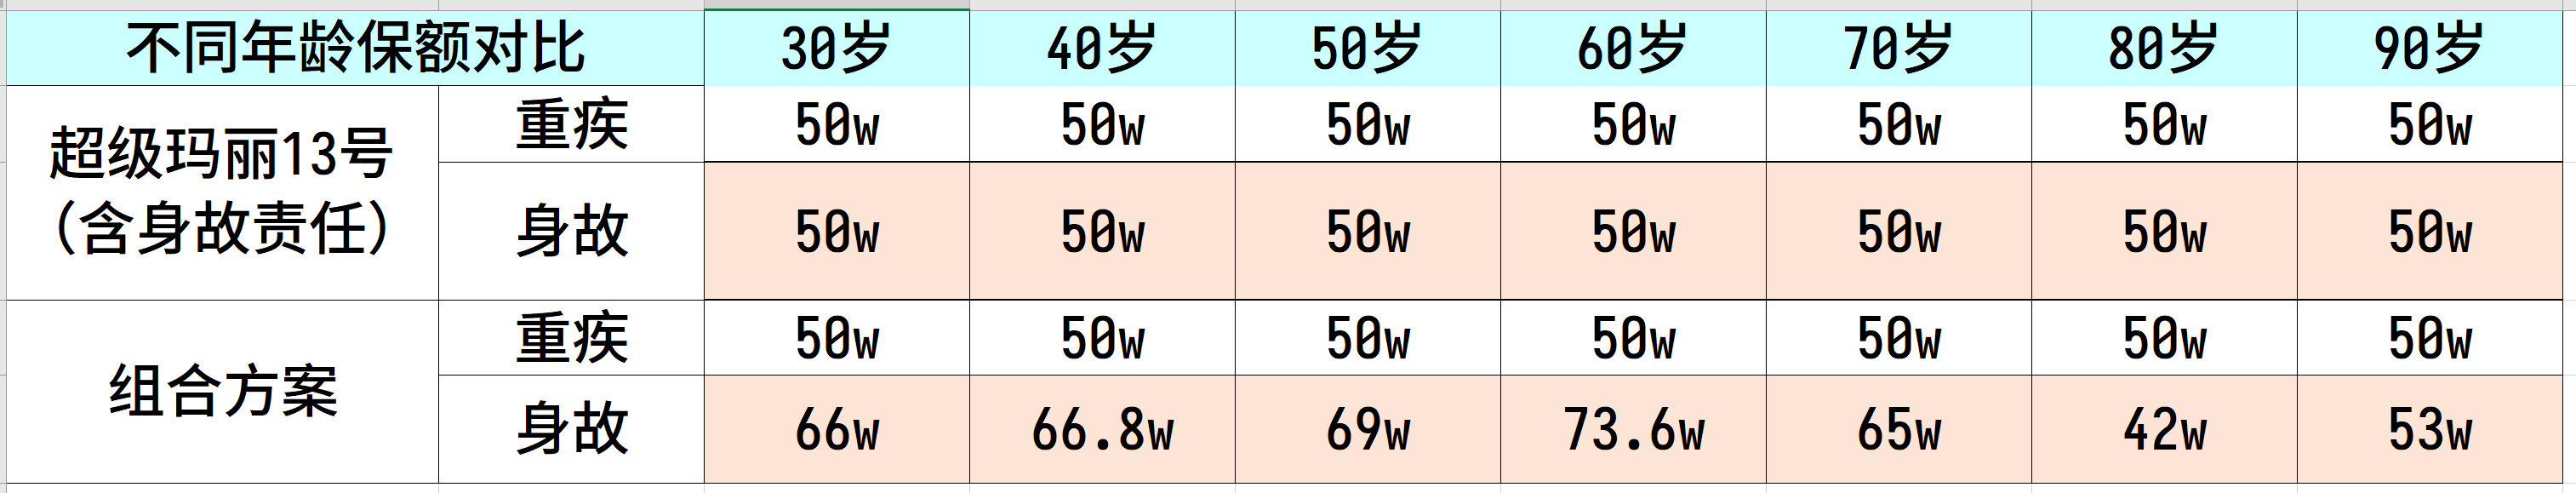 不同年龄保额对比 30岁 40岁 50岁 60岁 70岁 80岁 90岁
超级玛丽13号
（含身故责任）
重疾 50w 50w 50w 50w 50w 50w 50w
身故 50w 50w 50w 50w 50w 50w 50w
组合方案
重疾 50w 50w 50w 50w 50w 50w 50w
身故 66w 66.8w 69w 73.6w 65w 42w 53w